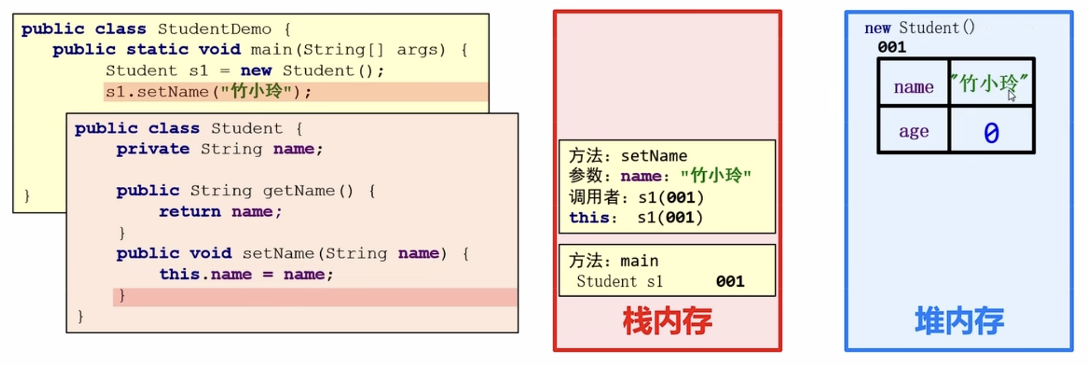 public class StudentDemo {
public static void main(String[] args) {
Student s1 = new Student();
s1.setName("竹小玲");
}
public class Student {
private String name;
public String getName() {
return name;
}
public void setName(String name) {
this.name = name;
}
}
方法: setName
参数: name: "竹小玲"
调用者: s1(001)
this: s1(001)
方法: main
Student s1 001
栈内存
new Student()
001
name "竹小玲"
age 0
堆内存